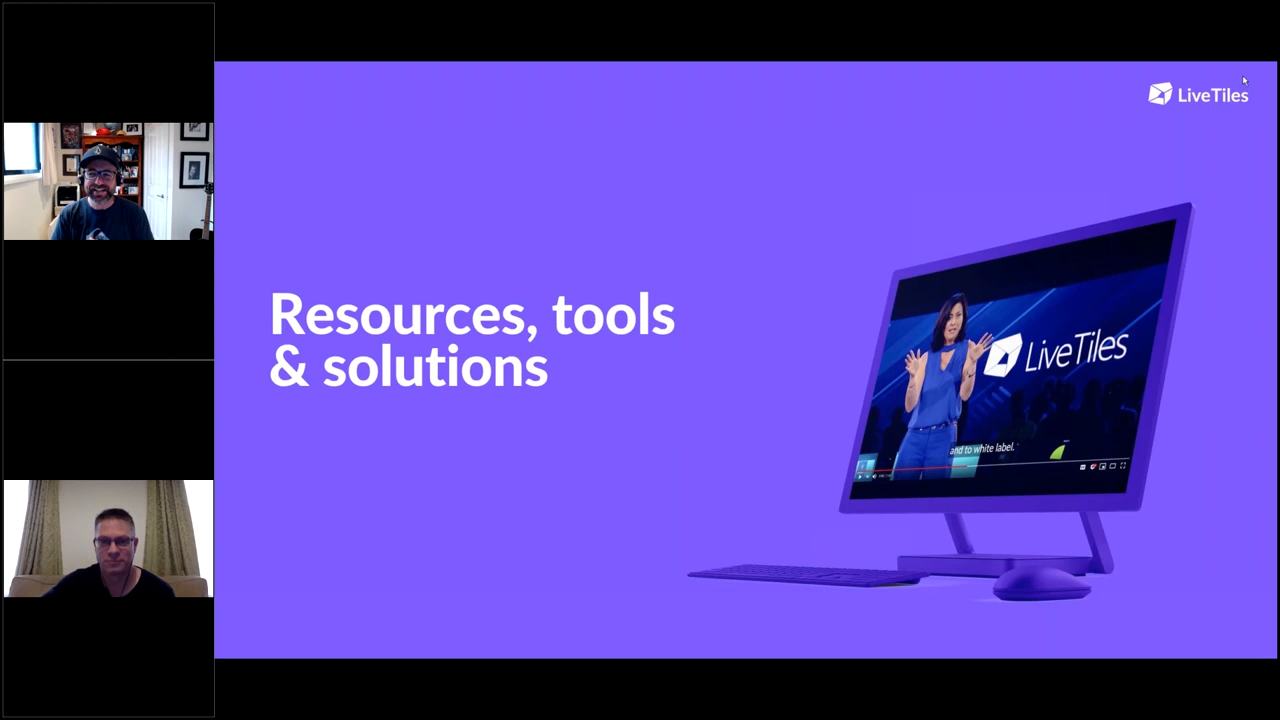 LiveTiles
Resources, tools
& solutions
LiveTiles
and to white label.